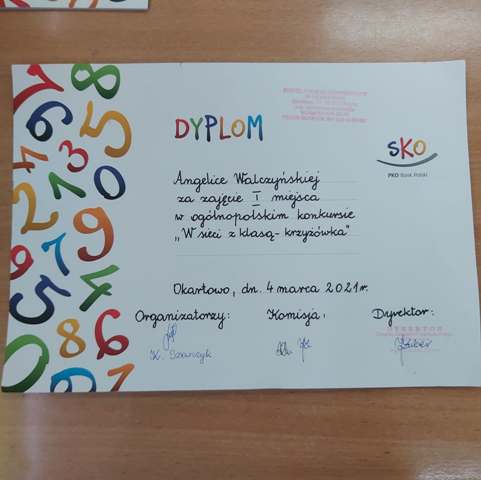 DYPLOM
SKO
PKO Bank Polski
Angelice Walczyńskiej
za zajęcie I miejsca
w ogólnopolskim konkursie
„W sieci z klasą - krzyżówka"
Okartowo, dn. 4 marca 2021r.
Organizatorzy: Komisja: Dyrektor:
DYREKTOR
K.